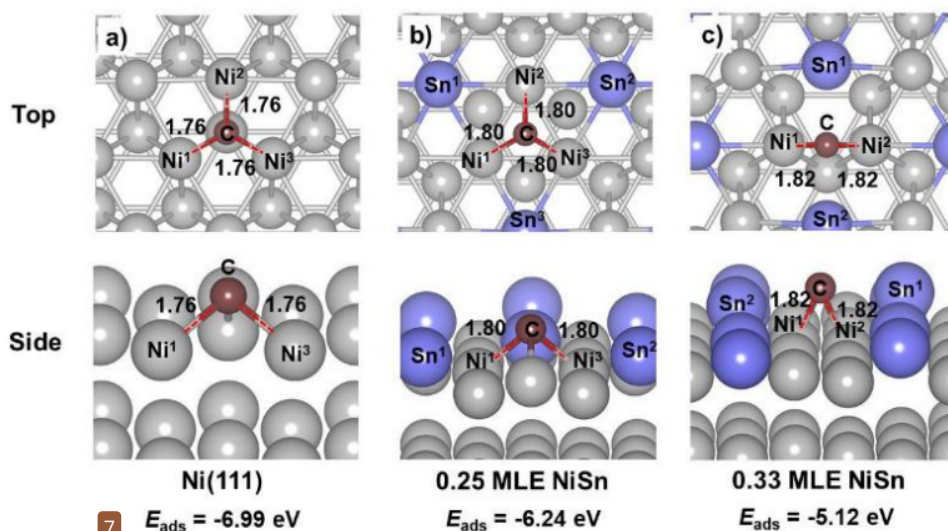 a)
b)
c)
Top
Ni²
1.76
1.76
C
1.76
Ni¹
Ni³
Sn¹
Sn²
Ni²
1.80
1.80
C
1.80
Ni¹
Ni³
Sn³
Sn¹
C
Ni¹
Ni²
1.82
1.82
Sn²
Side
C
1.76
1.76
Ni¹
Ni³
1.80
C
1.80
Ni¹
Ni³
Sn¹
Sn²
Sn²
C
Sn¹
1.82
1.82
Ni¹
Ni²
Ni(111)
0.25 MLE NiSn
0.33 MLE NiSn
7
Eads = -6.99 eV
Eads = -6.24 eV
Eads = -5.12 eV